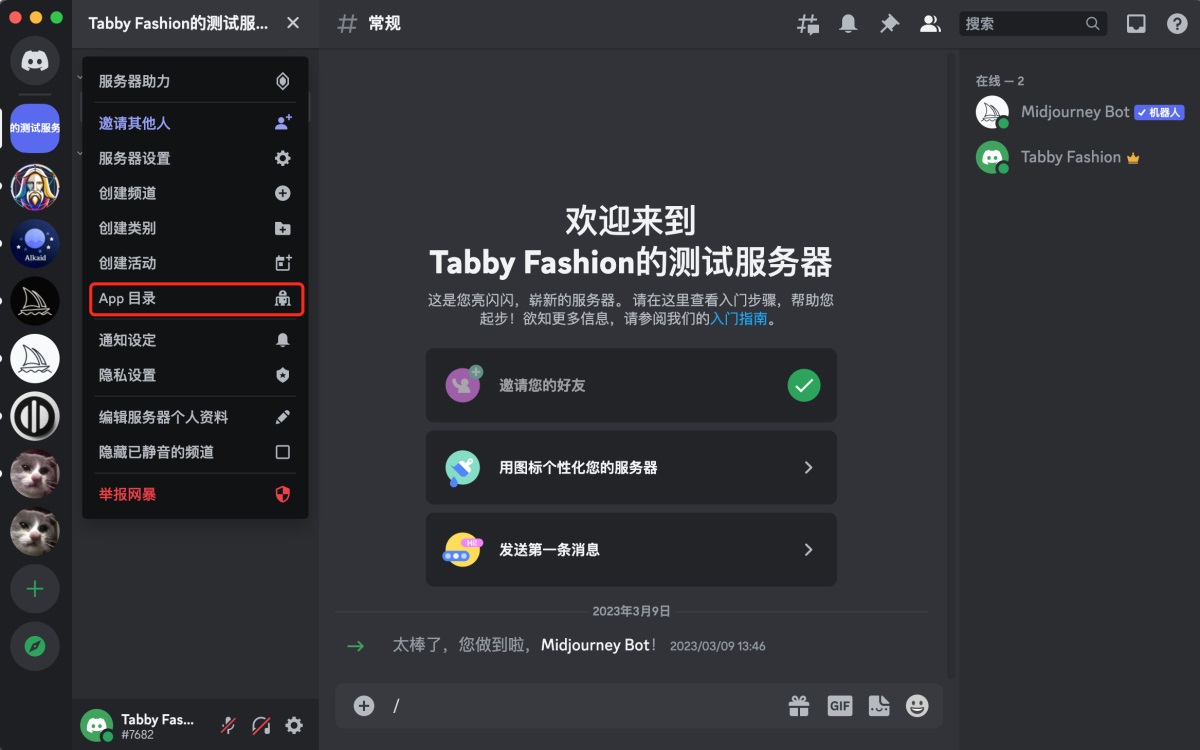 Tabby Fashion的测试服...
常规
搜索
的测试服务
Alkaid
服务器助力
邀请其他人
服务器设置
创建频道
创建类别
创建活动
App 目录
通知设定
隐私设置
编辑服务器个人资料
隐藏已静音的频道
举报网暴
欢迎来到
Tabby Fashion的测试服务器
这是您亮闪闪，崭新的服务器。请在这里查看入门步骤，帮助您
起步！欲知更多信息，请参阅我们的入门指南。
邀请您的好友
用图标个性化您的服务器
Hi!
发送第一条消息
2023年3月9日
太棒了，您做到啦，Midjourney Bot！ 2023/03/09 13:46
/
GIF
Tabby Fas...
#7682
在线 — 2
Midjourney Bot ✓ 机器人
Tabby Fashion